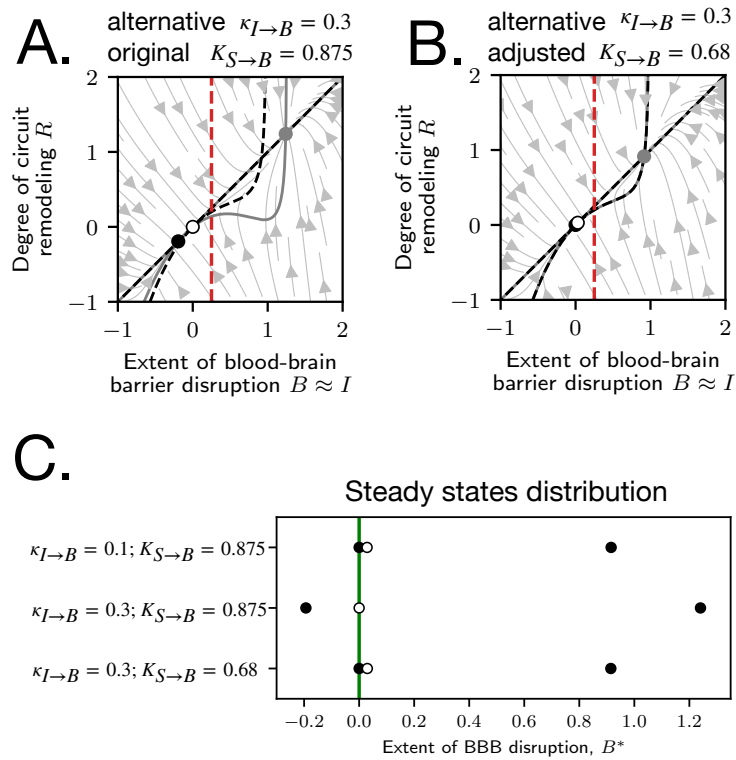 A.
alternative κ_{I→B} = 0.3
original K_{S→B} = 0.875
2
1
0
−1
Degree of circuit
remodeling R
−1 0 1 2
Extent of blood-brain
barrier disruption B ≈ I
B.
alternative κ_{I→B} = 0.3
adjusted K_{S→B} = 0.68
2
1
0
−1
Degree of circuit
remodeling R
−1 0 1 2
Extent of blood-brain
barrier disruption B ≈ I
C.
Steady states distribution
κ_{I→B} = 0.1; K_{S→B} = 0.875
κ_{I→B} = 0.3; K_{S→B} = 0.875
κ_{I→B} = 0.3; K_{S→B} = 0.68
−0.2 0.0 0.2 0.4 0.6 0.8 1.0 1.2
Extent of BBB disruption, B*